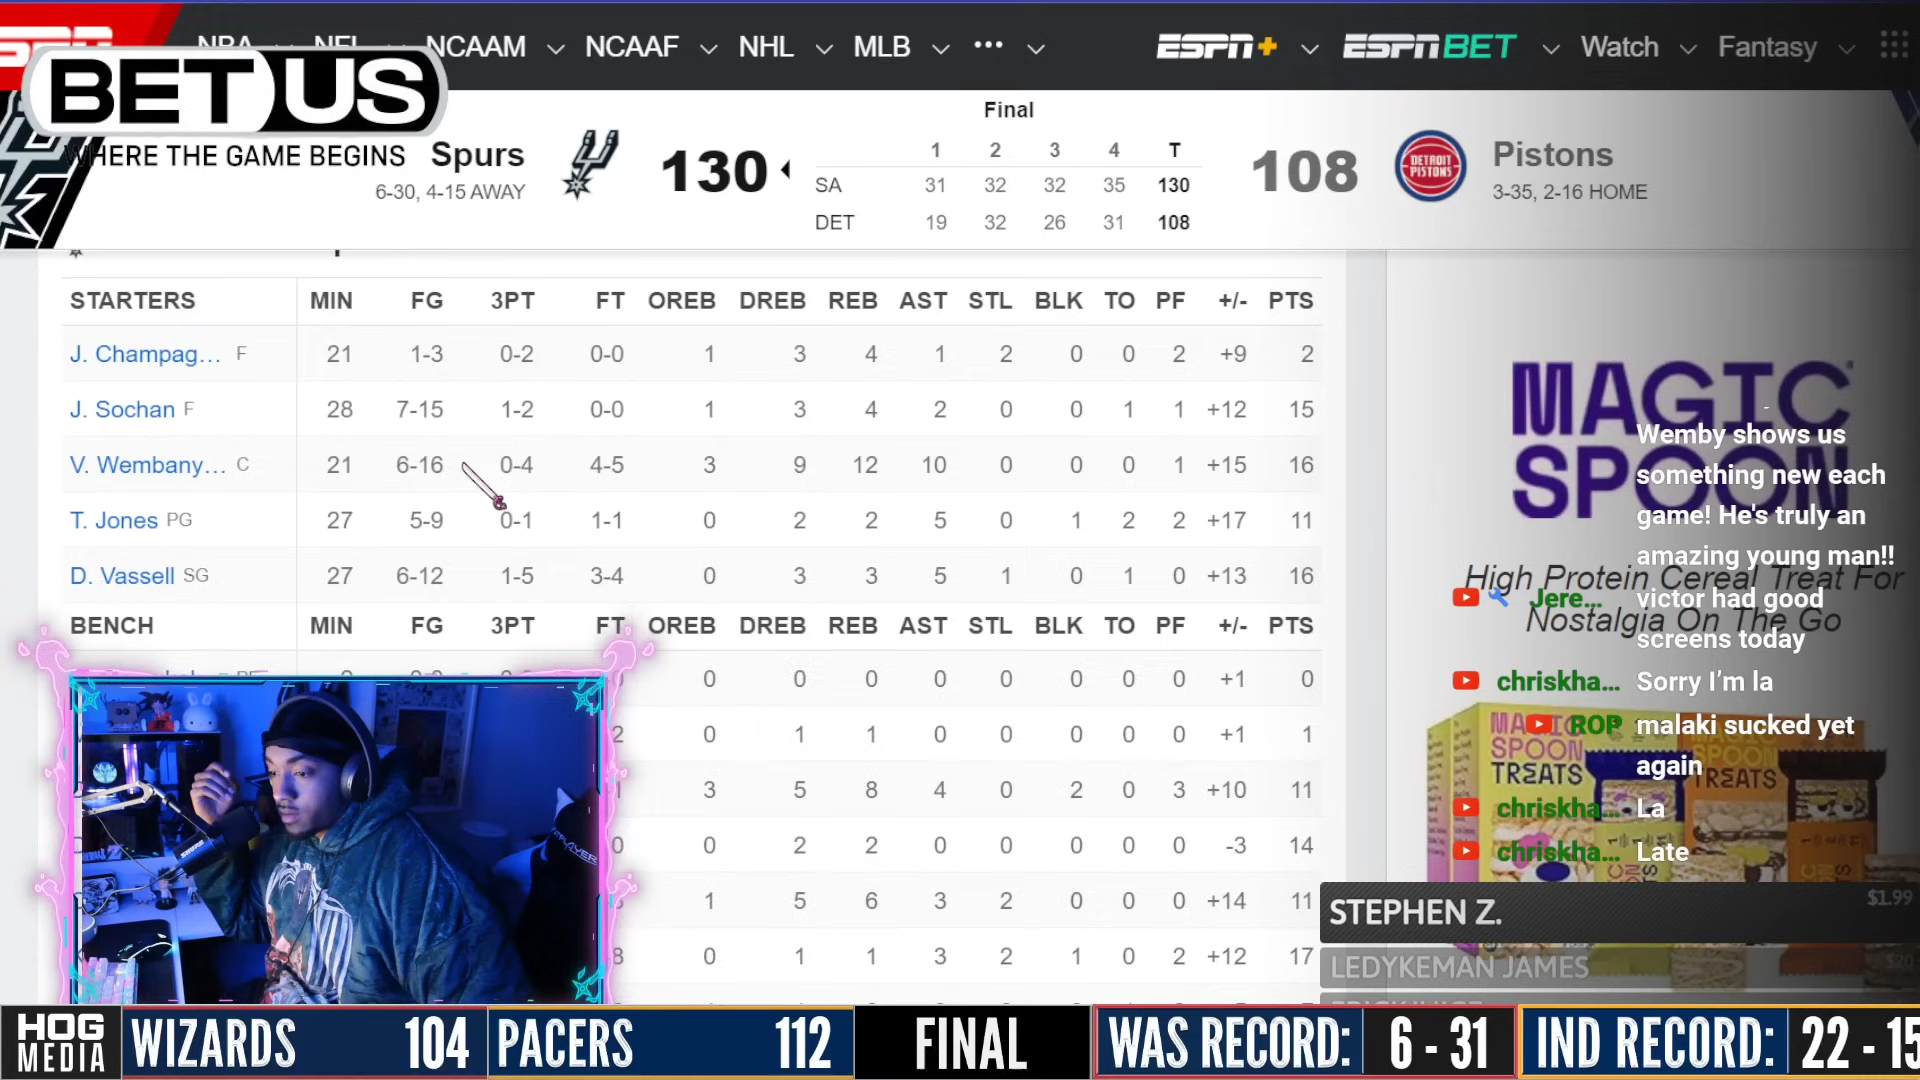 NCAAM NCAAF NHL MLB ••• ESPN+ ESPN BET Watch Fantasy
BETUS
WHERE THE GAME BEGINS
Final
Spurs 130
6-30, 4-15 AWAY
1 2 3 4 T
SA 31 32 32 35 130
DET 19 32 26 31 108
108 DETROIT PISTONS Pistons
3-35, 2-16 HOME
STARTERS MIN FG 3PT FT OREB DREB REB AST STL BLK TO PF +/- PTS
J. Champag... F 21 1-3 0-2 0-0 1 3 4 1 2 0 0 2 +9 2
J. Sochan F 28 7-15 1-2 0-0 1 3 4 2 0 0 1 1 +12 15
V. Wembany... C 21 6-16 0-4 4-5 3 9 12 10 0 0 0 1 +15 16
T. Jones PG 27 5-9 0-1 1-1 0 2 2 5 0 1 2 2 +17 11
D. Vassell SG 27 6-12 1-5 3-4 0 3 3 5 1 0 1 0 +13 16
BENCH MIN FG 3PT FT OREB DREB REB AST STL BLK TO PF +/- PTS
0 0 0 0 0 0 0 0 +1 0
2 0 1 1 0 0 0 0 0 +1 1
3 5 8 4 0 2 0 3 +10 11
0 0 2 2 0 0 0 0 0 -3 14
1 5 6 3 2 0 0 0 +14 11
8 0 1 1 3 2 1 0 2 +12 17
MAGIC
SPOON
High Protein Cereal Treat For
Nostalgia On The Go
Wemby shows us
something new each
game! He's truly an
amazing young man!!
Jere... victor had good
screens today
chriskha... Sorry I'm la
ROP malaki sucked yet
again
chriskha... La
chriskha... Late
MAGIC
SPOON
TREATS
STEPHEN Z. $1.99
LEDYKEMAN JAMES $20
HOG
MEDIA
WIZARDS 104 PACERS 112 FINAL WAS RECORD: 6 - 31 IND RECORD: 22 - 15